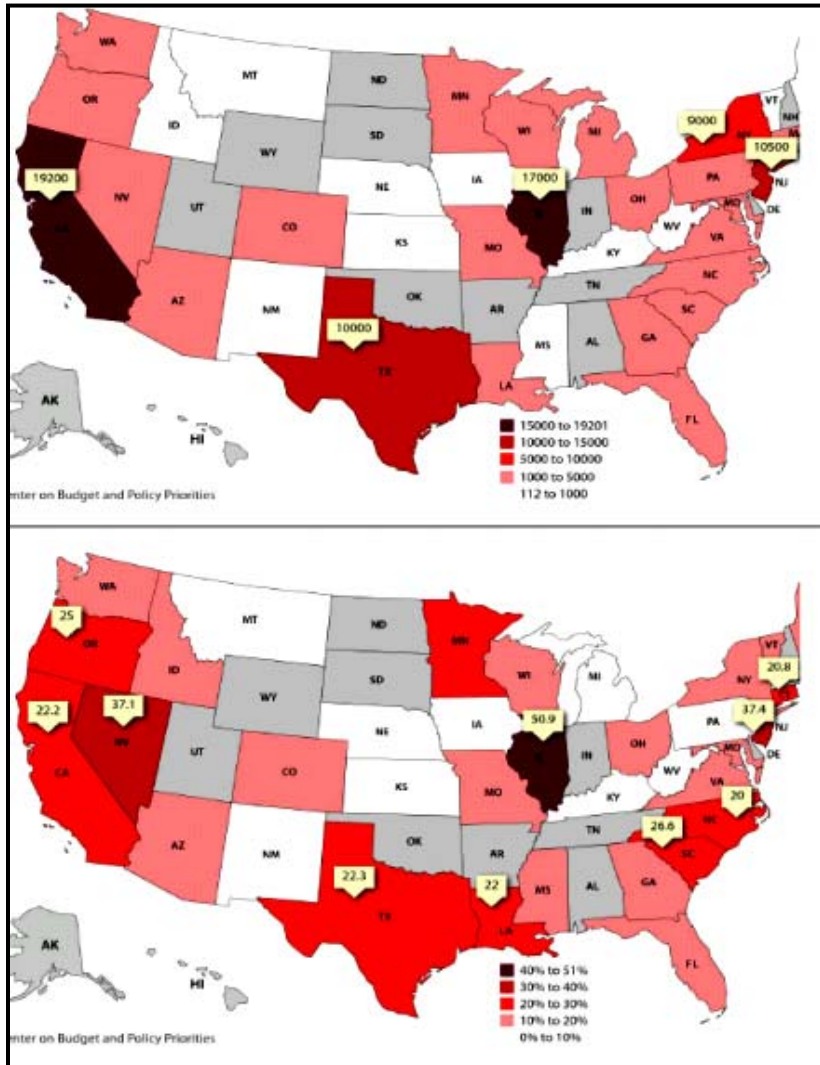 WA
MT
ND
MN
VT
NH
OR
ID
SD
WI
MI
9000
NY
10500
WY
19200
17000
NE
IA
PA
NJ
NV
UT
CO
IN
OH
MD
DE
KS
MO
WV
VA
KY
AZ
NM
OK
AR
TN
NC
SC
10000
TX
MS
AL
GA
LA
FL
AK
HI
15000 to 19201
10000 to 15000
5000 to 10000
1000 to 5000
112 to 1000
enter on Budget and Policy Priorities
WA
MT
ND
MN
VT
25
OR
ID
SD
WI
MI
NY
20.8
WY
22.2
37.1
50.9
37.4
NV
NE
IA
PA
NJ
CA
UT
CO
IN
OH
MD
DE
KS
MO
WV
VA
KY
20
AZ
NM
OK
AR
TN
NC
26.6
SC
22.3
22
TX
MS
AL
GA
LA
FL
AK
HI
40% to 51%
30% to 40%
20% to 30%
10% to 20%
0% to 10%
enter on Budget and Policy Priorities